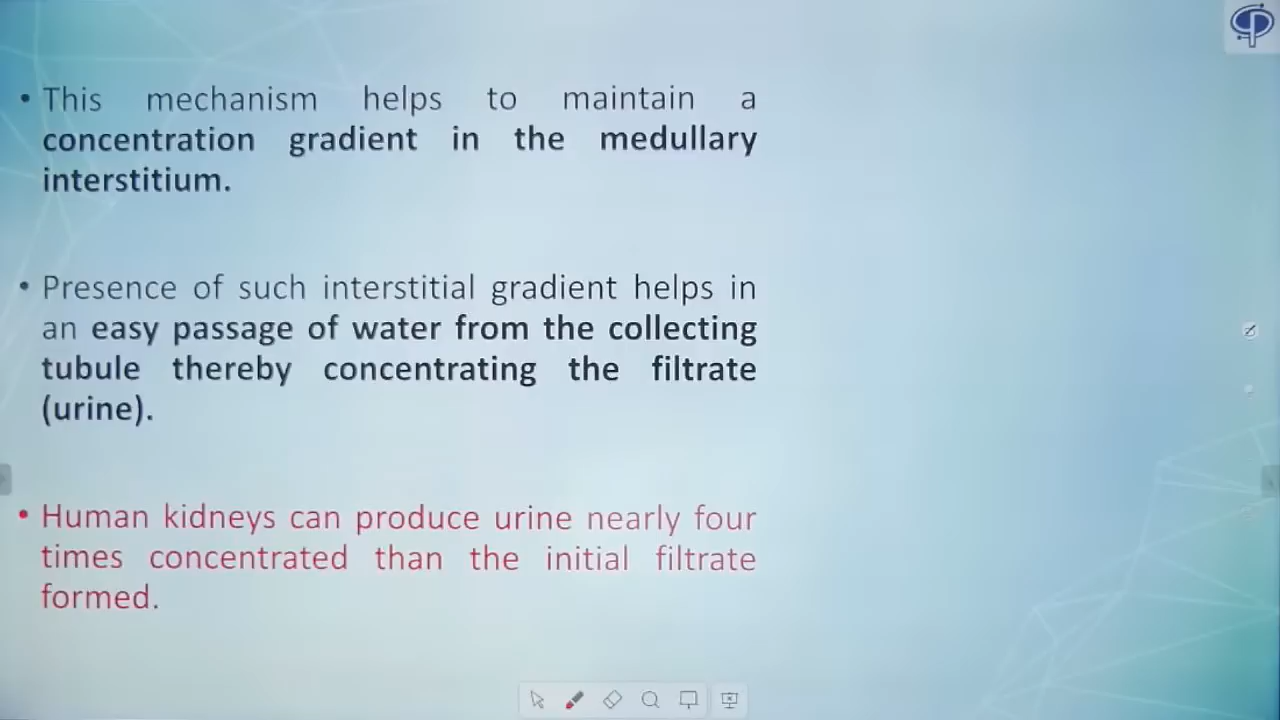 • This mechanism helps to maintain a
concentration gradient in the medullary
interstitium.
• Presence of such interstitial gradient helps in
an easy passage of water from the collecting
tubule thereby concentrating the filtrate
(urine).
• Human kidneys can produce urine nearly four
times concentrated than the initial filtrate
formed.